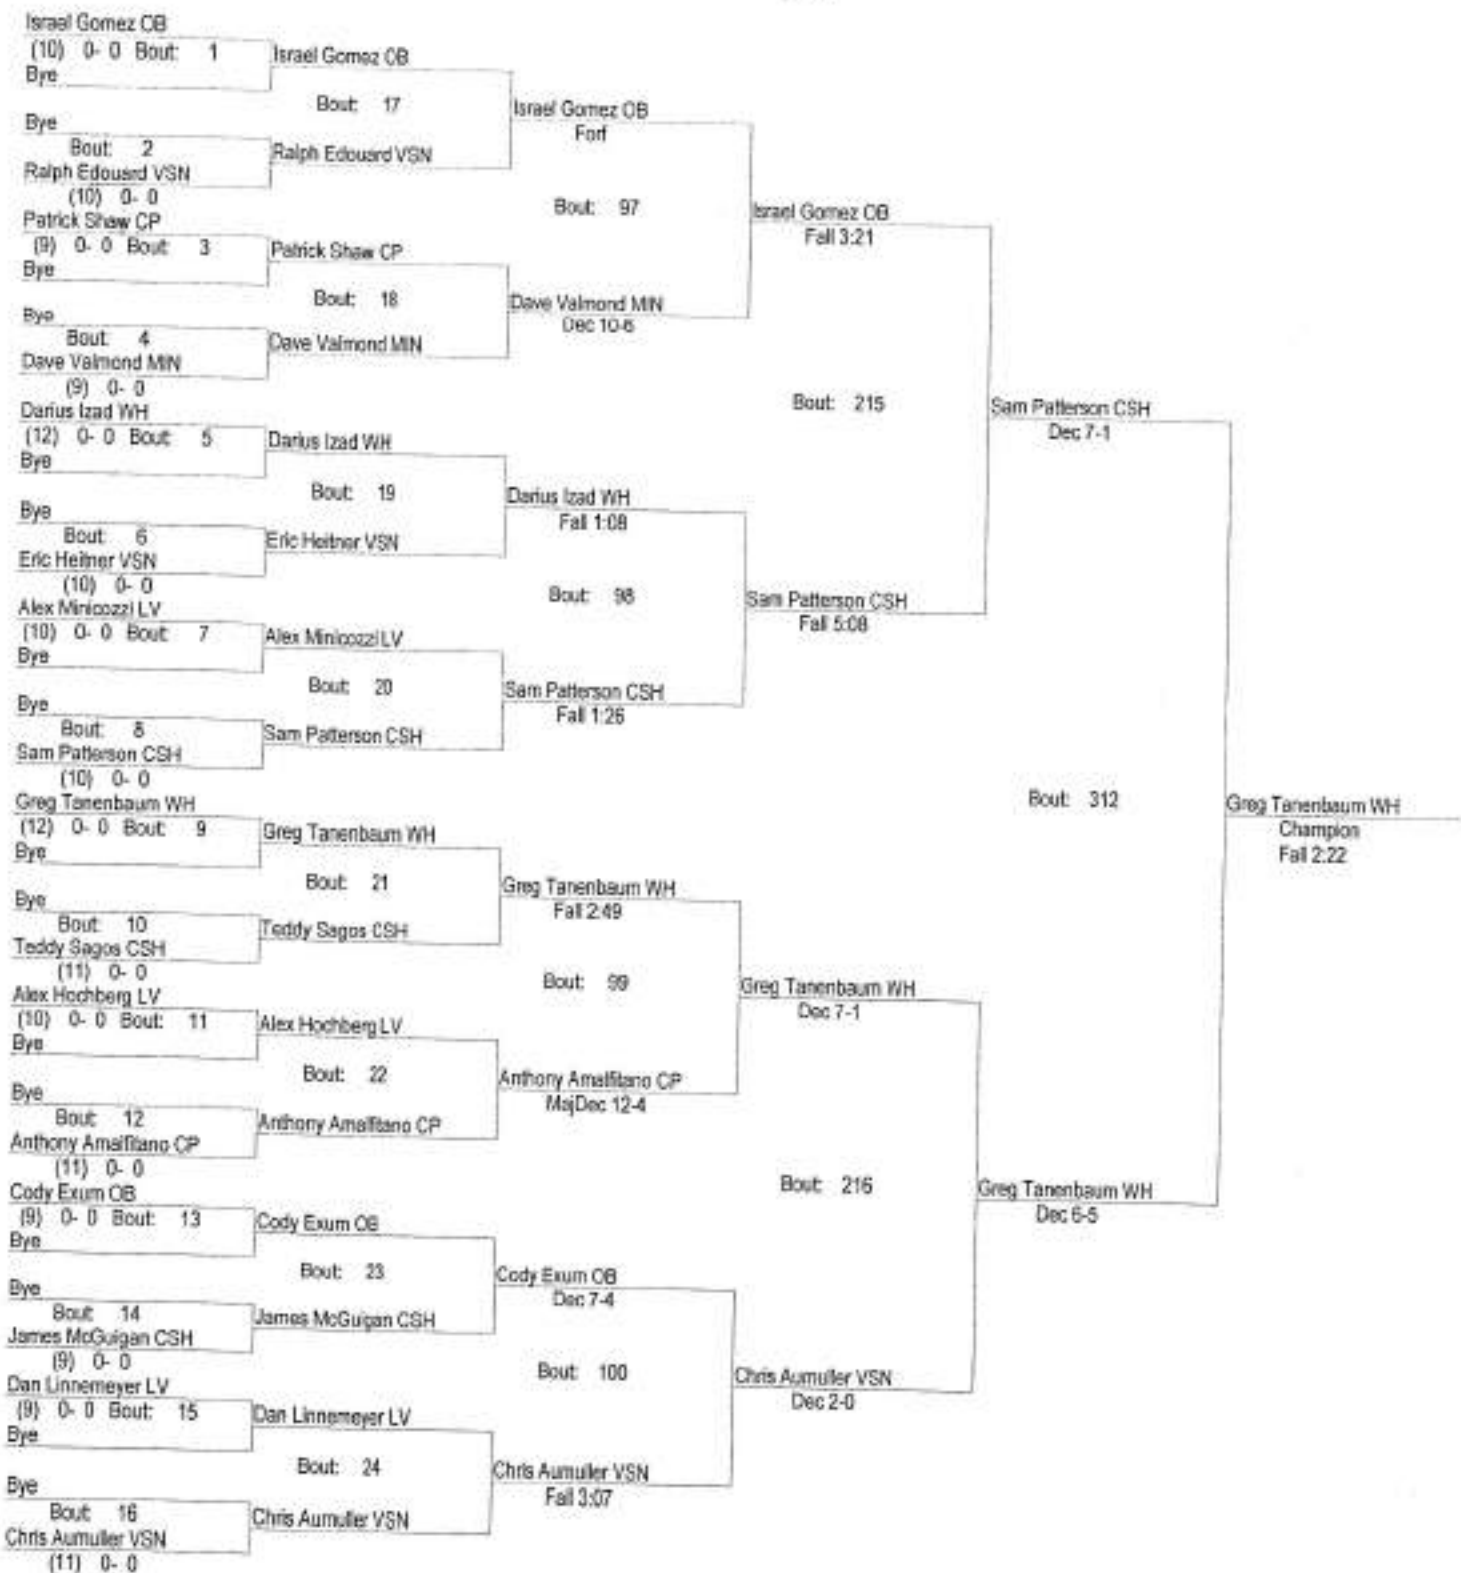 Israel Gomez OB
(10) 0- 0 Bout: 1
Bye
Israel Gomez OB
Bout: 17
Bye
Bout: 2
Ralph Edouard VSN
(10) 0- 0
Ralph Edouard VSN
Israel Gomez OB
Forf
Patrick Shaw CP
(9) 0- 0 Bout: 3
Bye
Patrick Shaw CP
Bout: 18
Bye
Bout: 4
Dave Valmond MIN
(9) 0- 0
Dave Valmond MIN
Dave Valmond MIN
Dec 10-6
Bout: 97
Israel Gomez OB
Fall 3:21
Darius Izad WH
(12) 0- 0 Bout: 5
Bye
Darius Izad WH
Bout: 19
Bye
Bout: 6
Eric Heitner VSN
(10) 0- 0
Eric Heitner VSN
Darius Izad WH
Fall 1:08
Alex Minicozzi LV
(10) 0- 0 Bout: 7
Bye
Alex Minicozzi LV
Bout: 20
Bye
Bout: 8
Sam Patterson CSH
(10) 0- 0
Sam Patterson CSH
Sam Patterson CSH
Fall 1:26
Bout: 98
Sam Patterson CSH
Fall 5:08
Bout: 215
Sam Patterson CSH
Dec 7-1
Greg Tanenbaum WH
(12) 0- 0 Bout: 9
Bye
Greg Tanenbaum WH
Bout: 21
Bye
Bout: 10
Teddy Sagos CSH
(11) 0- 0
Teddy Sagos CSH
Greg Tanenbaum WH
Fall 2:49
Alex Hochberg LV
(10) 0- 0 Bout: 11
Bye
Alex Hochberg LV
Bout: 22
Bye
Bout: 12
Anthony Amalfitano CP
(11) 0- 0
Anthony Amalfitano CP
Anthony Amalfitano CP
MajDec 12-4
Bout: 99
Greg Tanenbaum WH
Dec 7-1
Cody Exum OB
(9) 0- 0 Bout: 13
Bye
Cody Exum OB
Bout: 23
Bye
Bout: 14
James McGuigan CSH
(9) 0- 0
James McGuigan CSH
Cody Exum OB
Dec 7-4
Dan Linnemeyer LV
(9) 0- 0 Bout: 15
Bye
Dan Linnemeyer LV
Bout: 24
Bye
Bout: 16
Chris Aumuller VSN
(11) 0- 0
Chris Aumuller VSN
Chris Aumuller VSN
Fall 3:07
Bout: 100
Chris Aumuller VSN
Dec 2-0
Bout: 216
Greg Tanenbaum WH
Dec 6-5
Bout: 312
Greg Tanenbaum WH
Champion
Fall 2:22